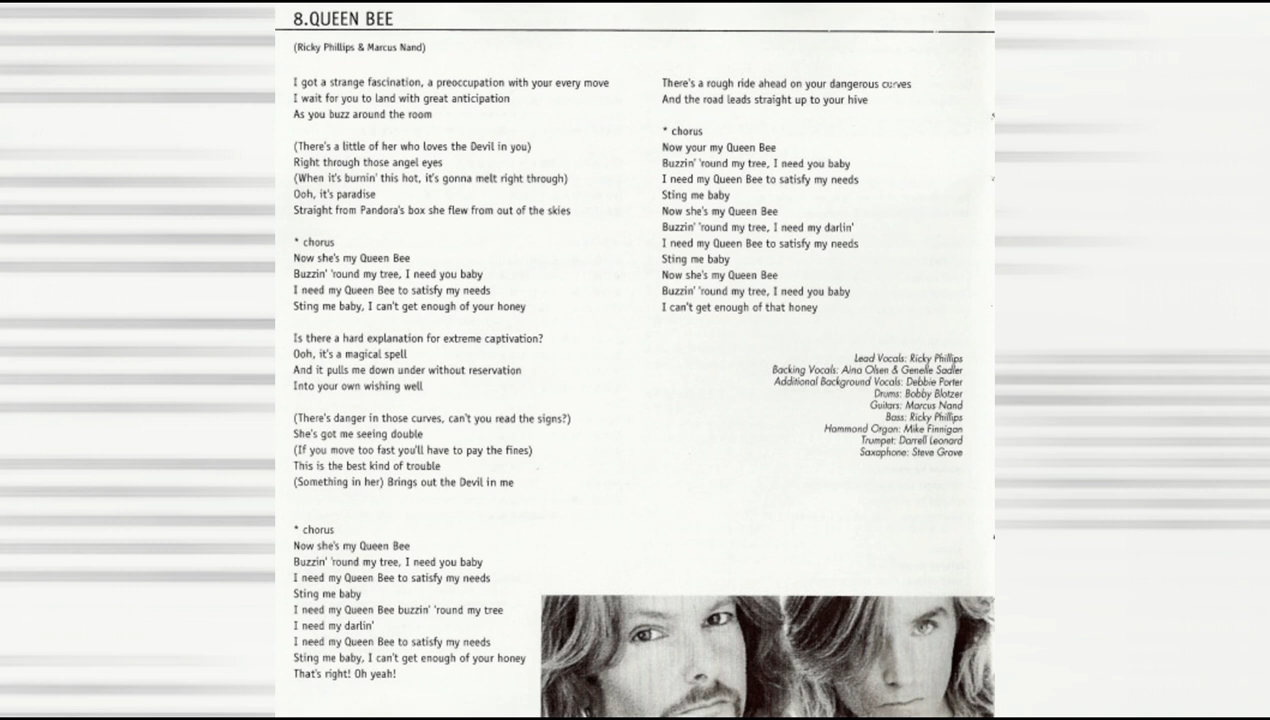 8.QUEEN BEE
(Ricky Phillips & Marcus Nand)
I got a strange fascination, a preoccupation with your every move
I wait for you to land with great anticipation
As you buzz around the room
(There's a little of her who loves the Devil in you)
Right through those angel eyes
(When it's burnin' this hot, it's gonna melt right through)
Ooh, it's paradise
Straight from Pandora's box she flew from out of the skies
* chorus
Now she's my Queen Bee
Buzzin' 'round my tree, I need you baby
I need my Queen Bee to satisfy my needs
Sting me baby, I can't get enough of your honey
Is there a hard explanation for extreme captivation?
Ooh, it's a magical spell
And it pulls me down under without reservation
Into your own wishing well
(There's danger in those curves, can't you read the signs?)
She's got me seeing double
(If you move too fast you'll have to pay the fines)
This is the best kind of trouble
(Something in her) Brings out the Devil in me
* chorus
Now she's my Queen Bee
Buzzin' 'round my tree, I need you baby
I need my Queen Bee to satisfy my needs
Sting me baby
I need my Queen Bee buzzin' 'round my tree
I need my darlin'
I need my Queen Bee to satisfy my needs
Sting me baby, I can't get enough of your honey
That's right! Oh yeah!
There's a rough ride ahead on your dangerous curves
And the road leads straight up to your hive
* chorus
Now your my Queen Bee
Buzzin' 'round my tree, I need you baby
I need my Queen Bee to satisfy my needs
Sting me baby
Now she's my Queen Bee
Buzzin' 'round my tree, I need my darlin'
I need my Queen Bee to satisfy my needs
Sting me baby
Now she's my Queen Bee
Buzzin' 'round my tree, I need you baby
I can't get enough of that honey
Lead Vocals: Ricky Phillips
Backing Vocals: Aina Olsen & Genelle Sadler
Additional Background Vocals: Debbie Porter
Drums: Bobby Blotzer
Guitars: Marcus Nand
Bass: Ricky Phillips
Hammond Organ: Mike Finnigan
Trumpet: Darrell Leonard
Saxophone: Steve Grove